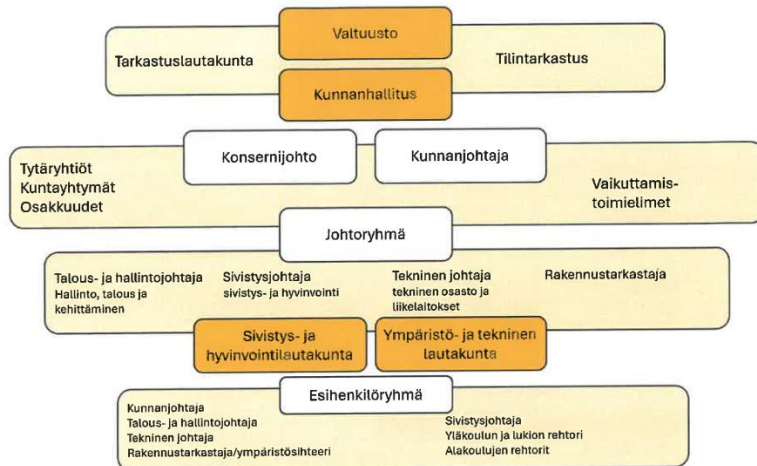 Valtuusto
Tarkastuslautakunta
Tilintarkastus
Kunnanhallitus
Konsernijohto
Kunnanjohtaja
Tytäryhtiöt
Kuntayhtymät
Osakkuudet
Vaikuttamis-
toimielimet
Johtoryhmä
Talous- ja hallintojohtaja
Hallinto, talous ja
kehittäminen
Sivistysjohtaja
sivistys- ja hyvinvointi
Tekninen johtaja
tekninen osasto ja
liikelaitokset
Rakennustarkastaja
Sivistys- ja
hyvinvointilautakunta
Ympäristö- ja tekninen
lautakunta
Esihenkilöryhmä
Kunnanjohtaja
Talous- ja hallintojohtaja
Tekninen johtaja
Rakennustarkastaja/ympäristösihteeri
Sivistysjohtaja
Yläkoulun ja lukion rehtori
Alakoulujen rehtorit